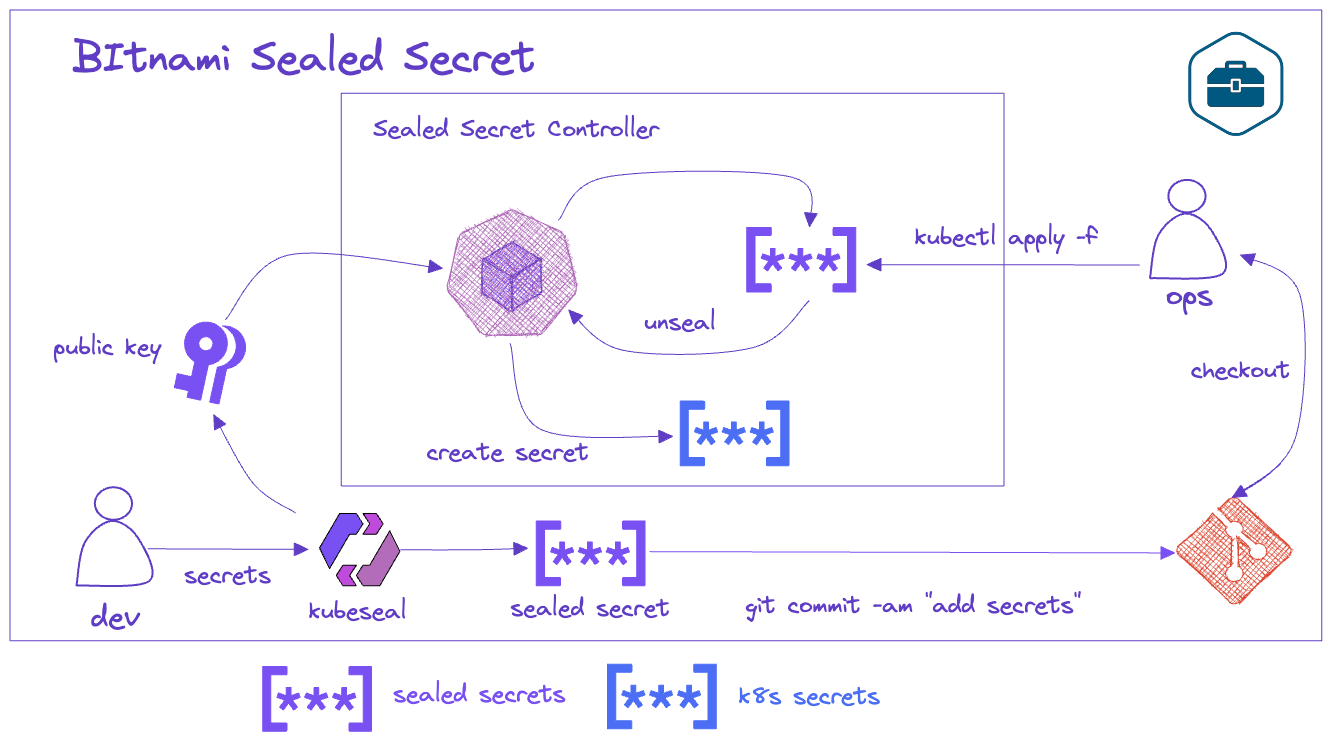 BItnami Sealed Secret
Sealed Secret Controller
kubectl apply -f
ops
unseal
public key
checkout
create secret
secrets
dev
kubeseal
sealed secret
git commit -am "add secrets"
[***] sealed secrets
[***] k8s secrets